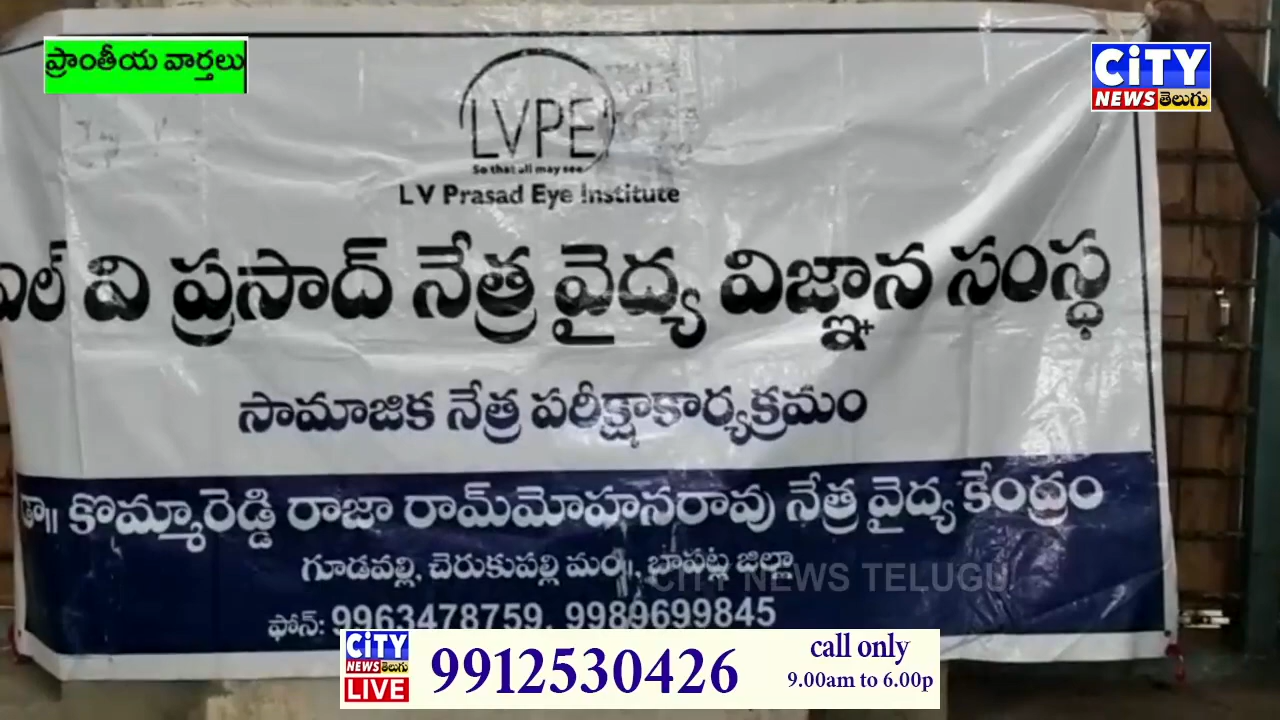 ప్రాంతీయ వార్తలు
CiTY
NEWS తెలుగు
LVPEI
So that all may see
LV Prasad Eye Institute
ఎల్ వి ప్రసాద్ నేత్ర వైద్య విజ్ఞాన సంస్థ
సామాజిక నేత్ర పరీక్షాకార్యక్రమం
డా॥ కొమ్మారెడ్డి రాజా రామ్‌మోహనరావు నేత్ర వైద్య కేంద్రం
గూడవల్లి, చెరుకుపల్లి మం॥, బాపట్ల జిల్లా
CITY NEWS TELUGU
ఫోన్: 9963478759, 9989699845
CiTY
NEWS తెలుగు
LIVE
9912530426
call only
9.00am to 6.00p